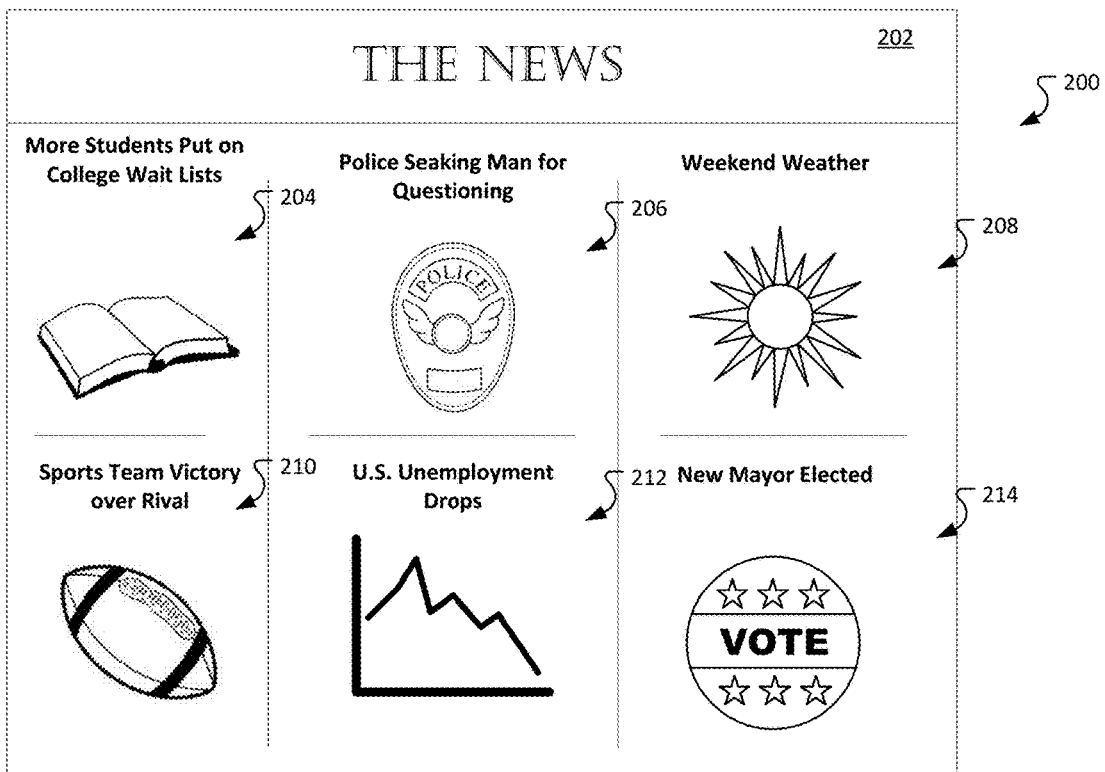 THE NEWS
202
200
More Students Put on
College Wait Lists
204
Police Seaking Man for
Questioning
206
Weekend Weather
208
POLICE
Sports Team Victory
over Rival
210
U.S. Unemployment
Drops
212
New Mayor Elected
214
VOTE